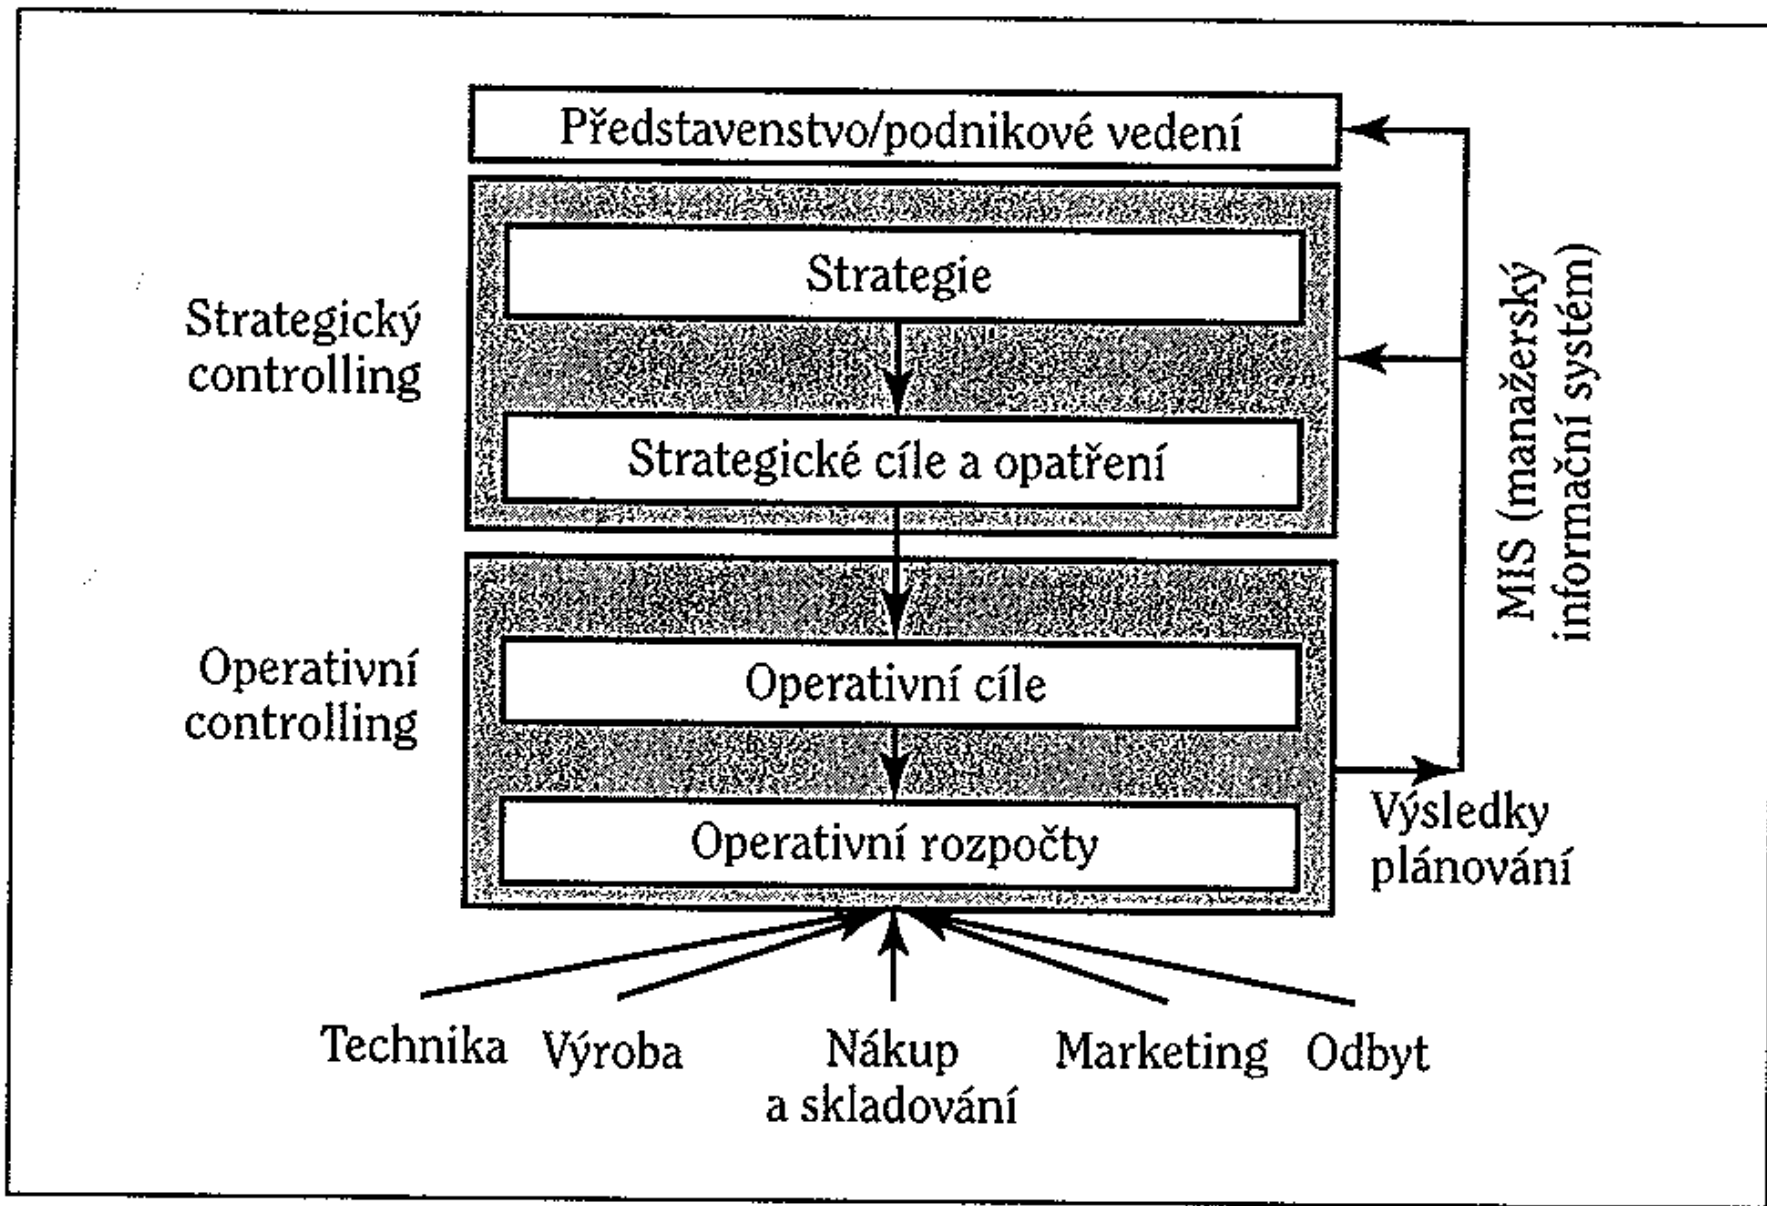 Představenstvo/podnikové vedení
Strategie
Strategický
controlling
Strategické cíle a opatření
MIS (manažerský
informační systém)
Operativní cíle
Operativní
controlling
Operativní rozpočty
Výsledky
plánování
Technika
Výroba
Nákup
a skladování
Marketing
Odbyt